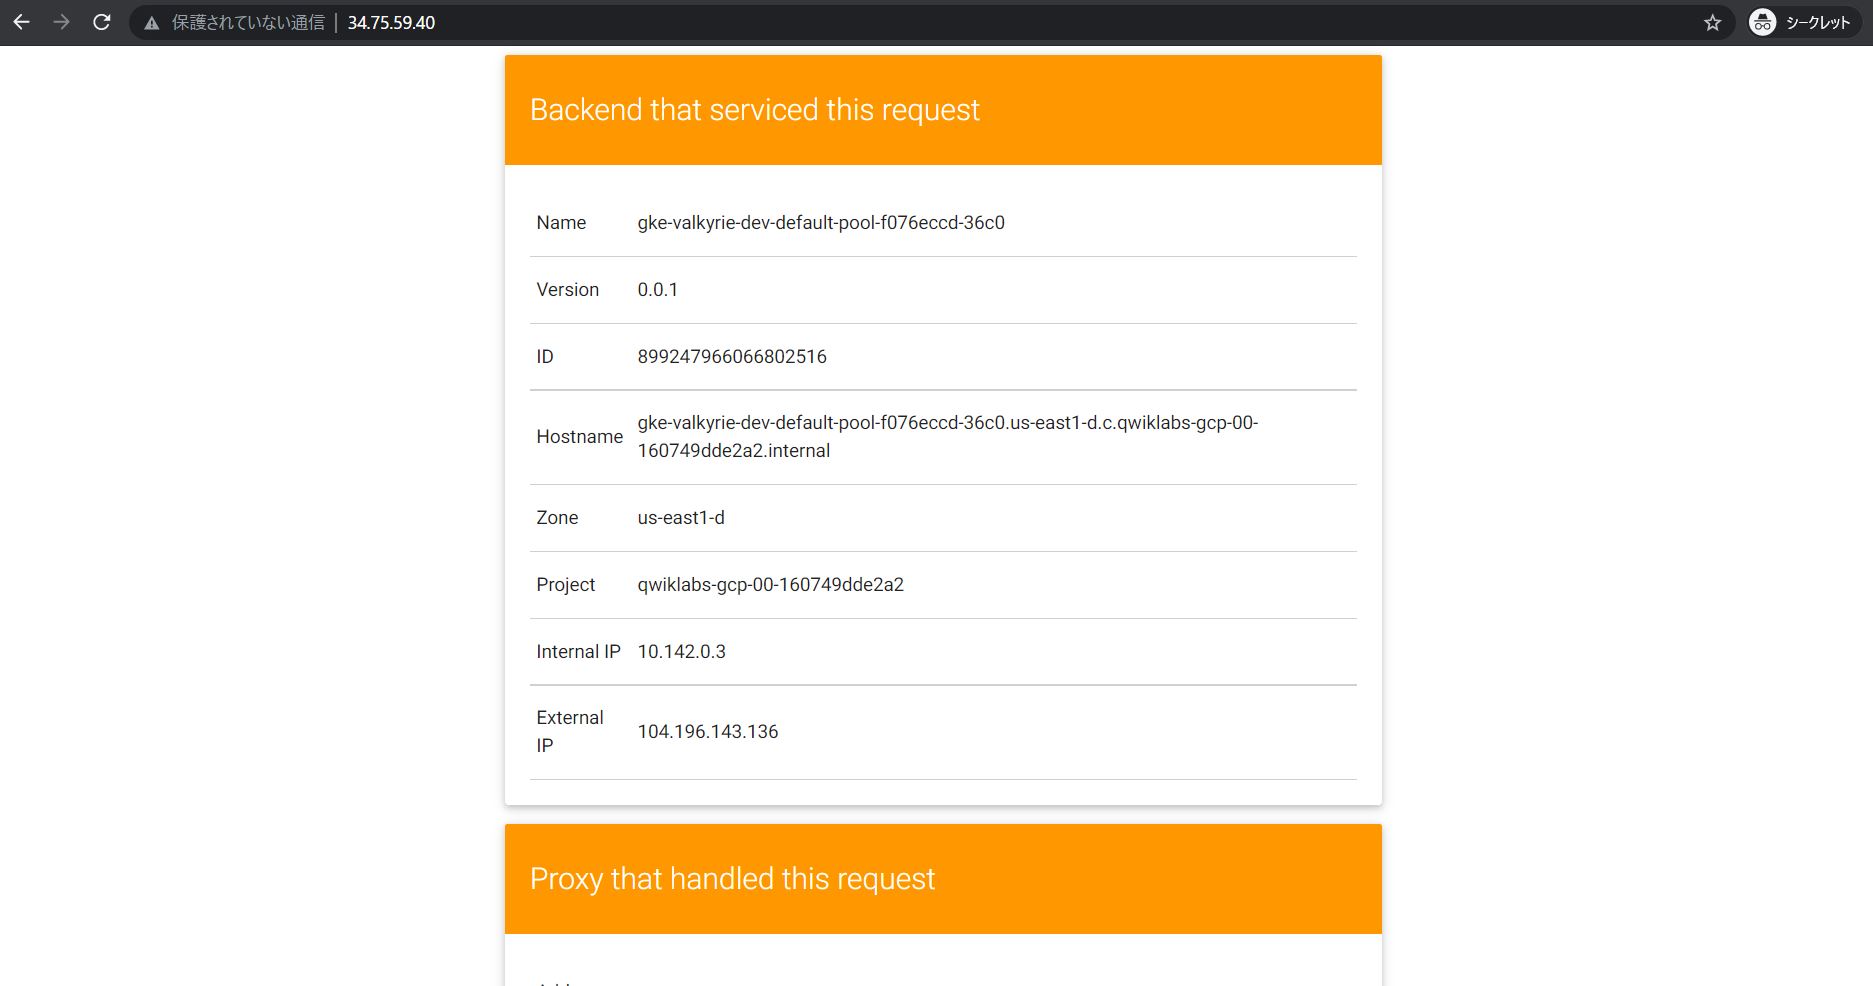 保護されていない通信 | 34.75.59.40
シークレット
Backend that serviced this request
Name gke-valkyrie-dev-default-pool-f076eccd-36c0
Version 0.0.1
ID 899247966066802516
Hostname gke-valkyrie-dev-default-pool-f076eccd-36c0.us-east1-d.c.qwiklabs-gcp-00-
160749dde2a2.internal
Zone us-east1-d
Project qwiklabs-gcp-00-160749dde2a2
Internal IP 10.142.0.3
External
IP
104.196.143.136
Proxy that handled this request